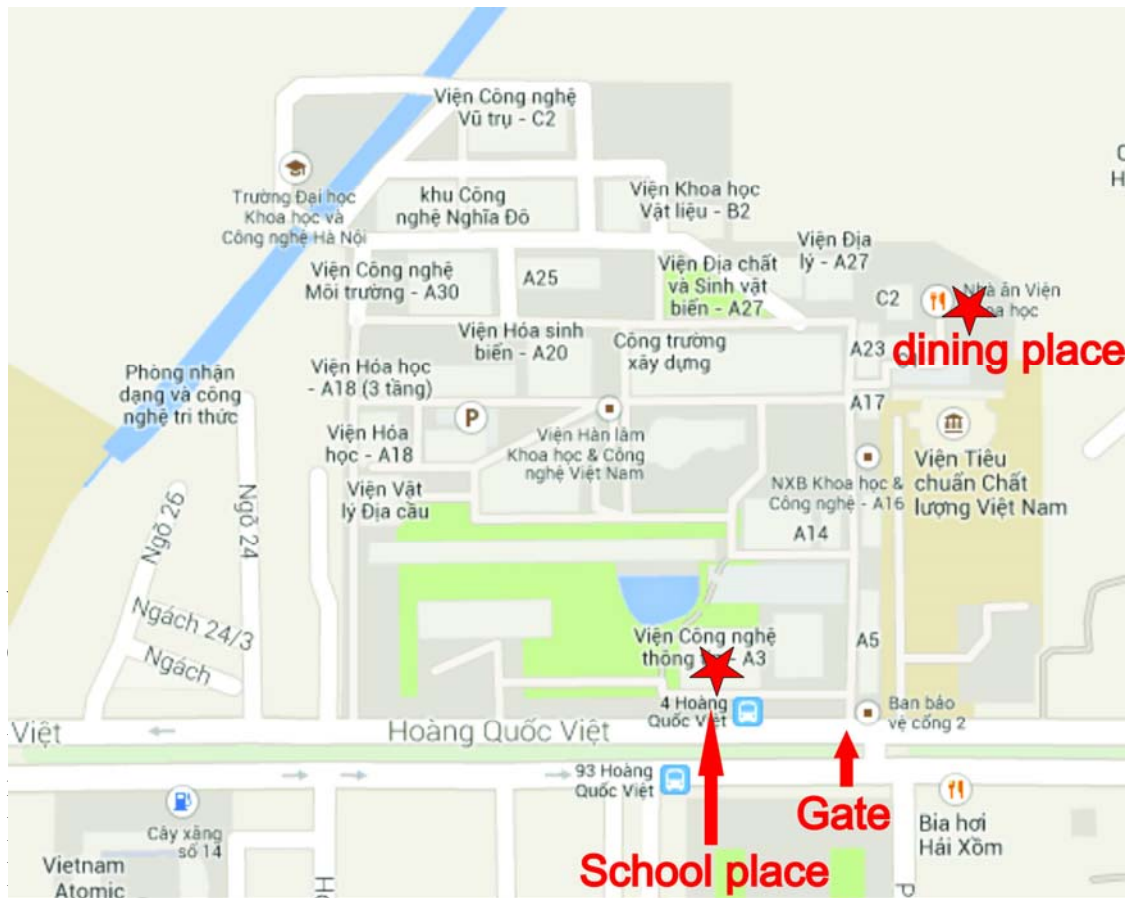 Viện Công nghệ
Vũ trụ - C2
Trường Đại học
Khoa học và
Công nghệ Hà Nội
khu Công
nghệ Nghĩa Đô
Viện Khoa học
Vật liệu - B2
Viện Công nghệ
Môi trường - A30
A25
Viện Địa chất
và Sinh vật
biển - A27
Viện Địa
lý - A27
C2
Nhà ăn Viện
học
dining place
Viện Hóa sinh
biển - A20
Công trường
xây dựng
A23
Phòng nhận
dạng và công
nghệ tri thức
Viện Hóa học
- A18 (3 tầng)
P
A17
Viện Hóa
học - A18
Viện Hàn lâm
Khoa học & Công
nghệ Việt Nam
NXB Khoa học &
Công nghệ - A16
Viện Tiêu
chuẩn Chất
lượng Việt Nam
Viện Vật
lý Địa cầu
Ngõ 26
Ngõ 24
A14
Ngách 24/3
Ngách
Viện Công nghệ
thông - A3
A5
4 Hoàng
Quốc Việt
Ban bảo
vệ cổng 2
Việt
Hoàng Quốc Việt
93 Hoàng
Quốc Việt
Gate
Cây xăng
số 14
Bia hơi
Hải Xồm
School place
Vietnam
Atomic